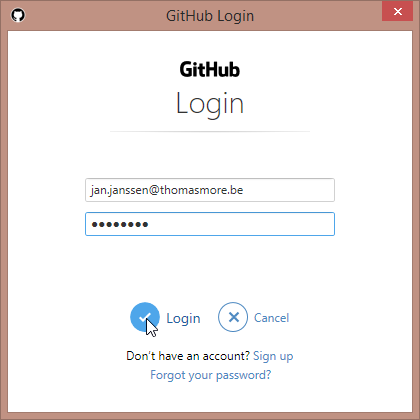 GitHub Login
GitHub
Login
jan.janssen@thomasmore.be
●●●●●●●●
Login Cancel
Don't have an account? Sign up
Forgot your password?